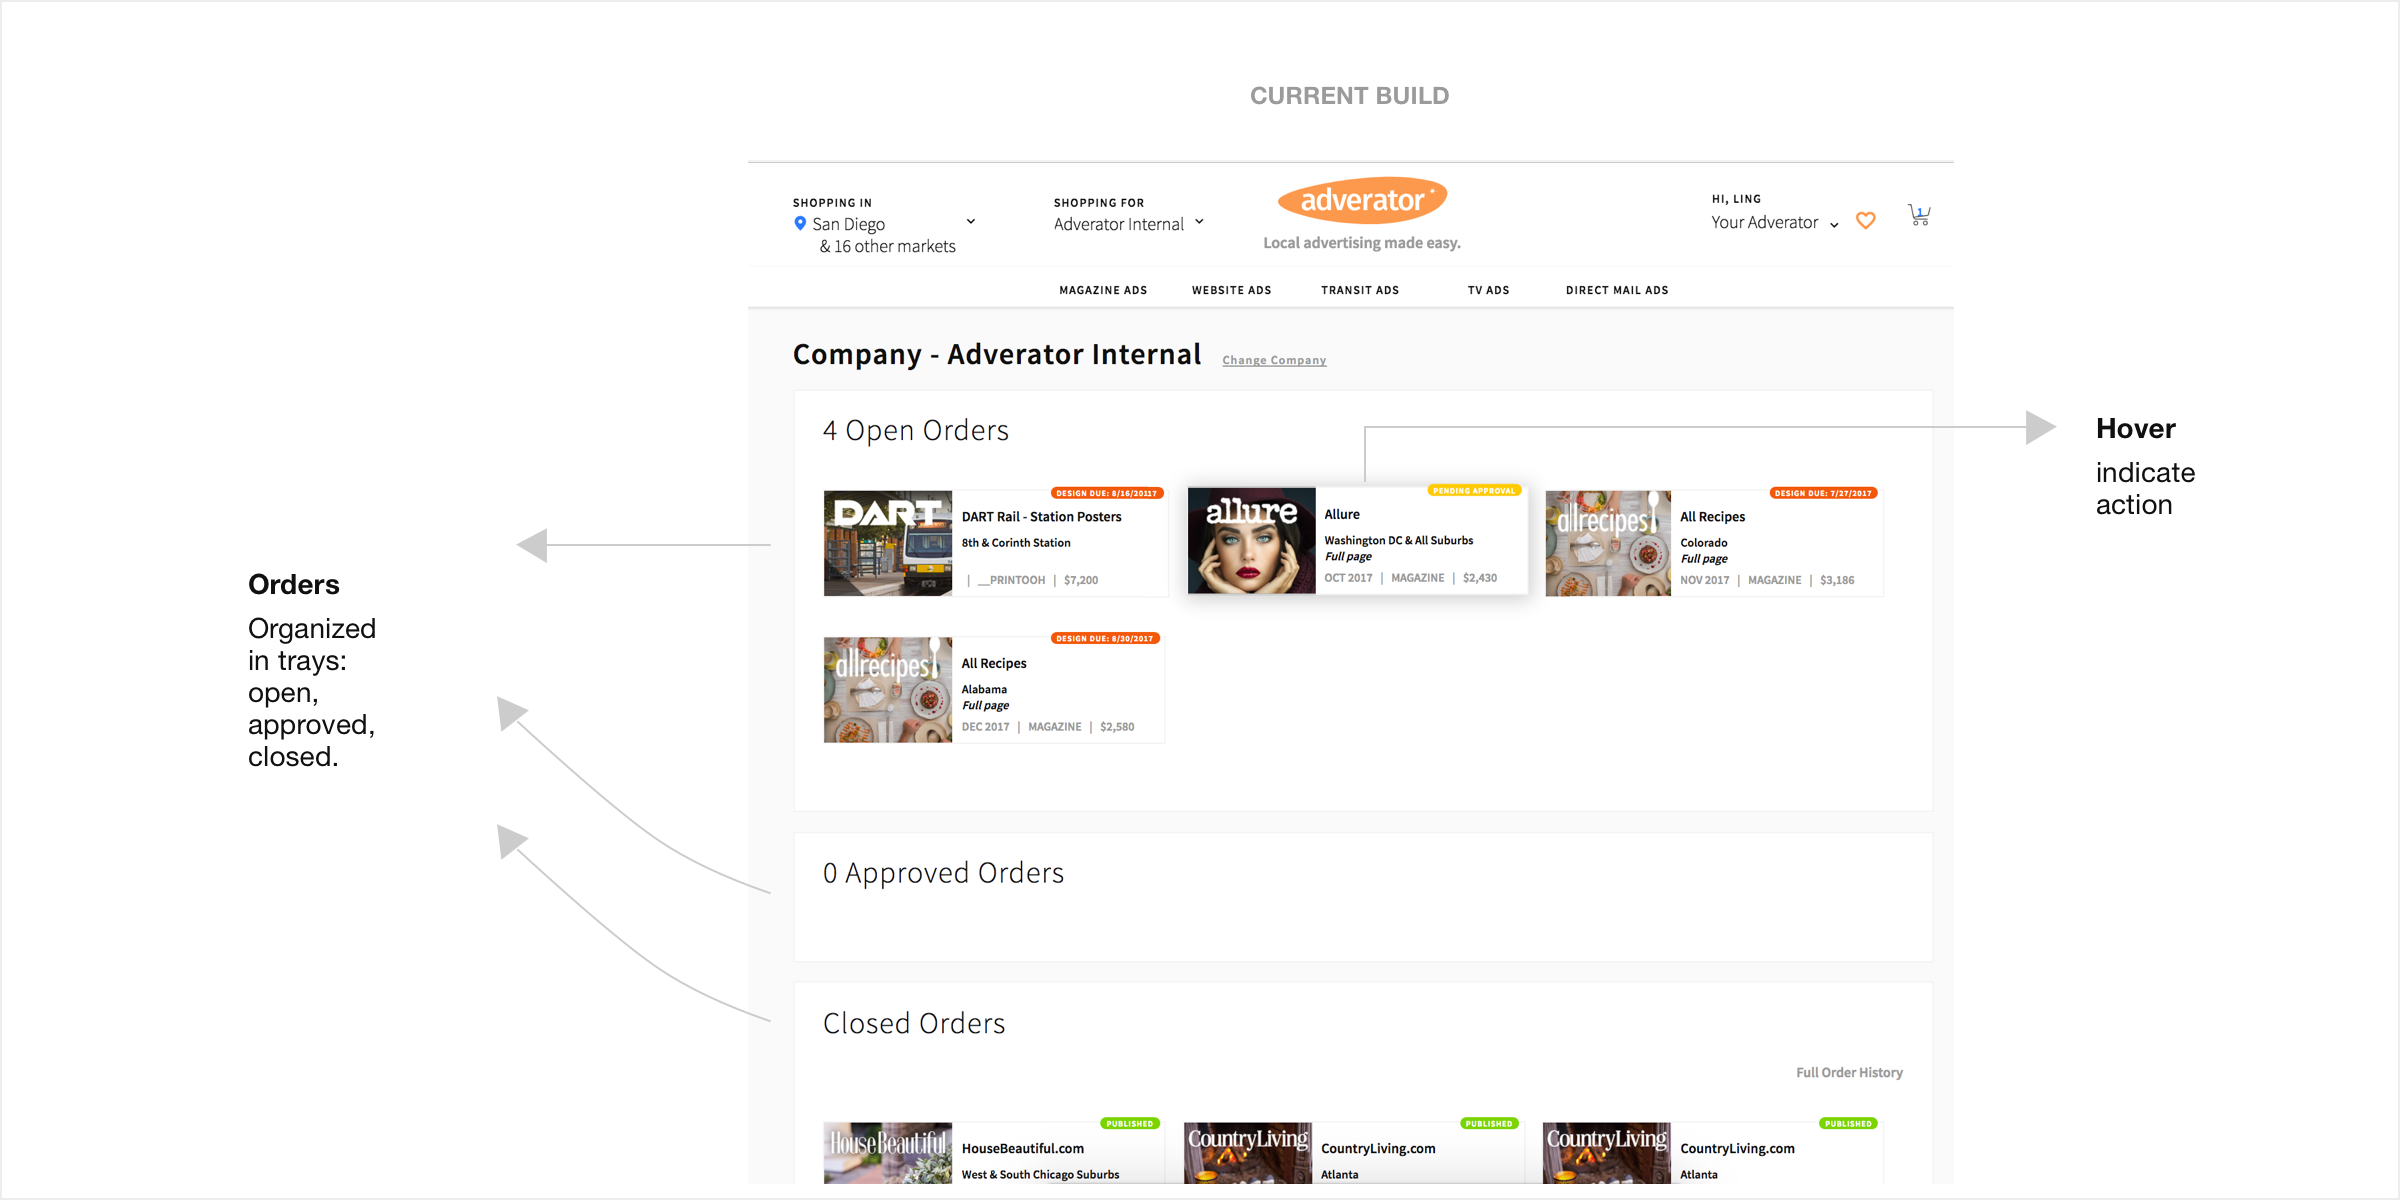 CURRENT BUILD
SHOPPING IN
San Diego
& 16 other markets
SHOPPING FOR
Adverator Internal
adverator*
Local advertising made easy.
HI, LING
Your Adverator
1
MAGAZINE ADS
WEBSITE ADS
TRANSIT ADS
TV ADS
DIRECT MAIL ADS
Company - Adverator Internal
Change Company
4 Open Orders
DART
DESIGN DUE: 8/16/20117
DART Rail - Station Posters
8th & Corinth Station
| __PRINTOOH | $7,200
allure
PENDING APPROVAL
Allure
Washington DC & All Suburbs
Full page
OCT 2017 | MAGAZINE | $2,430
allrecipes
DESIGN DUE: 7/27/2017
All Recipes
Colorado
Full page
NOV 2017 | MAGAZINE | $3,186
allrecipes
DESIGN DUE: 8/30/2017
All Recipes
Alabama
Full page
DEC 2017 | MAGAZINE | $2,580
0 Approved Orders
Closed Orders
Full Order History
HouseBeautiful
PUBLISHED
HouseBeautiful.com
West & South Chicago Suburbs
CountryLiving
PUBLISHED
CountryLiving.com
Atlanta
CountryLiving
PUBLISHED
CountryLiving.com
Atlanta
Orders
Organized
in trays:
open,
approved,
closed.
Hover
indicate
action